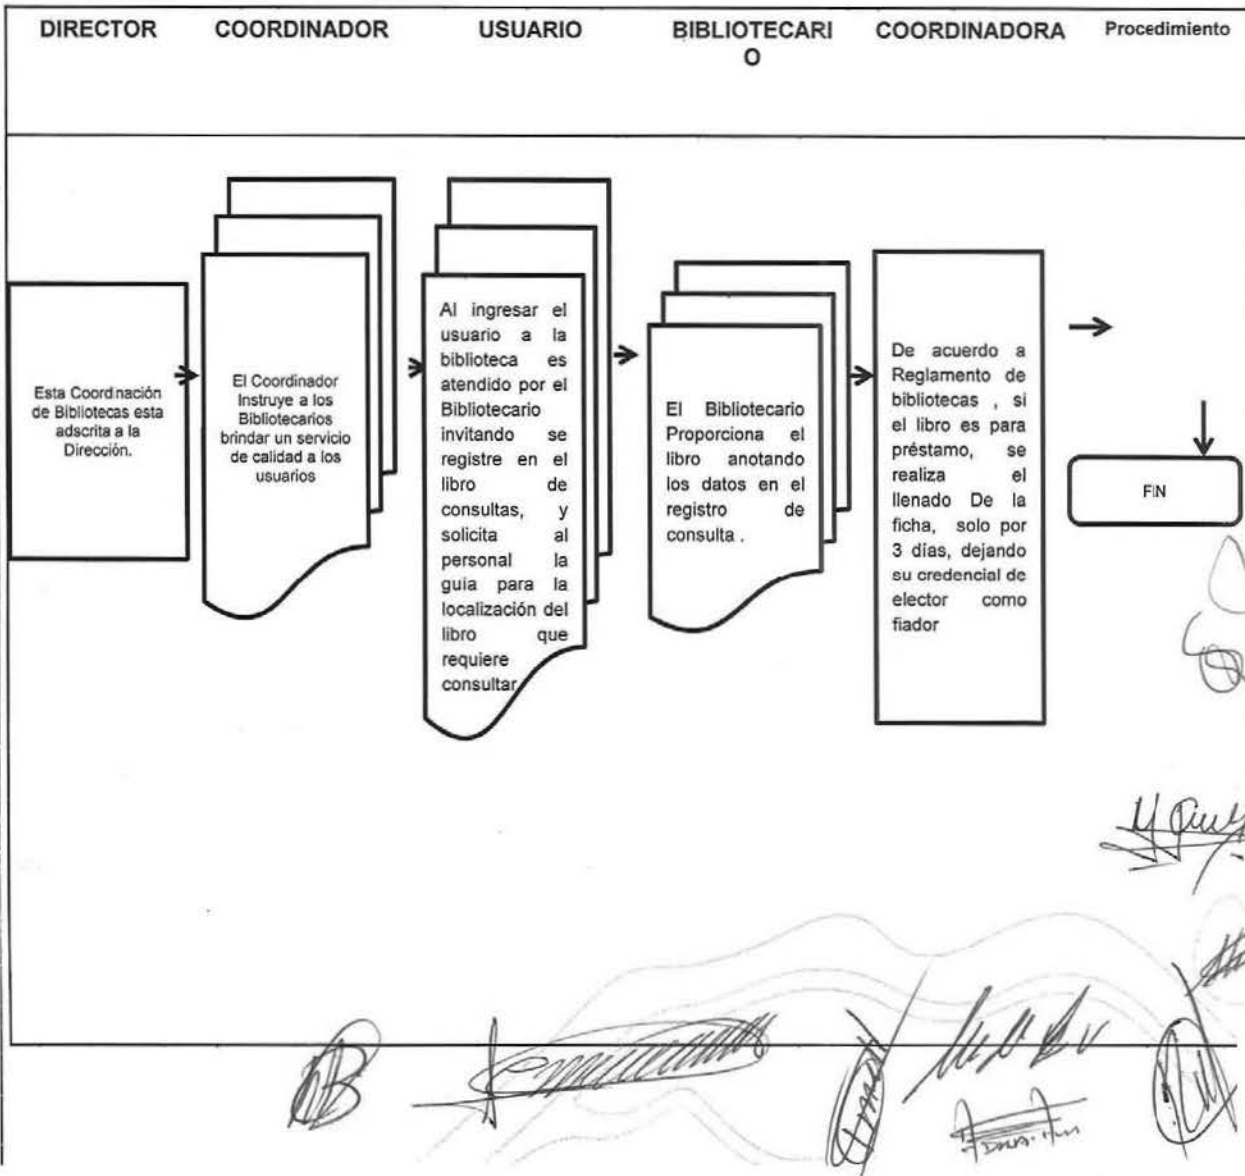 DIRECTOR
COORDINADOR
USUARIO
BIBLIOTECARI
O
COORDINADORA
Procedimiento
Esta Coordinación
de Bibliotecas esta
adscrita a la
Dirección.
El Coordinador
Instruye a los
Bibliotecarios
brindar un servicio
de calidad a los
usuarios
Al ingresar el
usuario a la
biblioteca es
atendido por el
Bibliotecario
invitando se
registre en el
libro de
consultas, y
solicita al
personal la
guía para la
localización del
libro que
requiere
consultar
El Bibliotecario
Proporciona el
libro anotando
los datos en el
registro de
consulta .
De acuerdo a
Reglamento de
bibliotecas , si
el libro es para
préstamo, se
realiza el
llenado De la
ficha, solo por
3 días, dejando
su credencial de
elector como
fiador
FIN